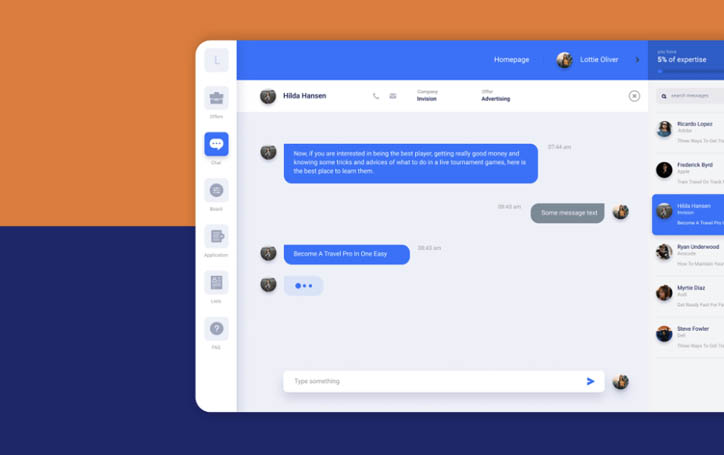 L
Offers
Chat
Board
Application
Lists
FAQ
Homepage
Lottie Oliver
you have
5% of expertise
Hilda Hansen
Company
Invision
Offer
Advertising
search messages
07:44 am
Now, if you are interested in being the best player, getting really good money and
knowing some tricks and advices of what to do in a live tournament games, here is
the best place to learn them.
08:43 am
Some message text
Become A Travel Pro In One Easy
08:43 am
Type something
Ricardo Lopez
Adobe
Three Ways To Get Tra
Frederick Byrd
Apple
Train Travel On Track
Hilda Hansen
Invision
Become A Travel Pro
Ryan Underwood
Avocode
How To Maintain Your
Myrtie Diaz
Audi
Get Ready Fast For
Steve Fowler
Dell
Three Ways To Get